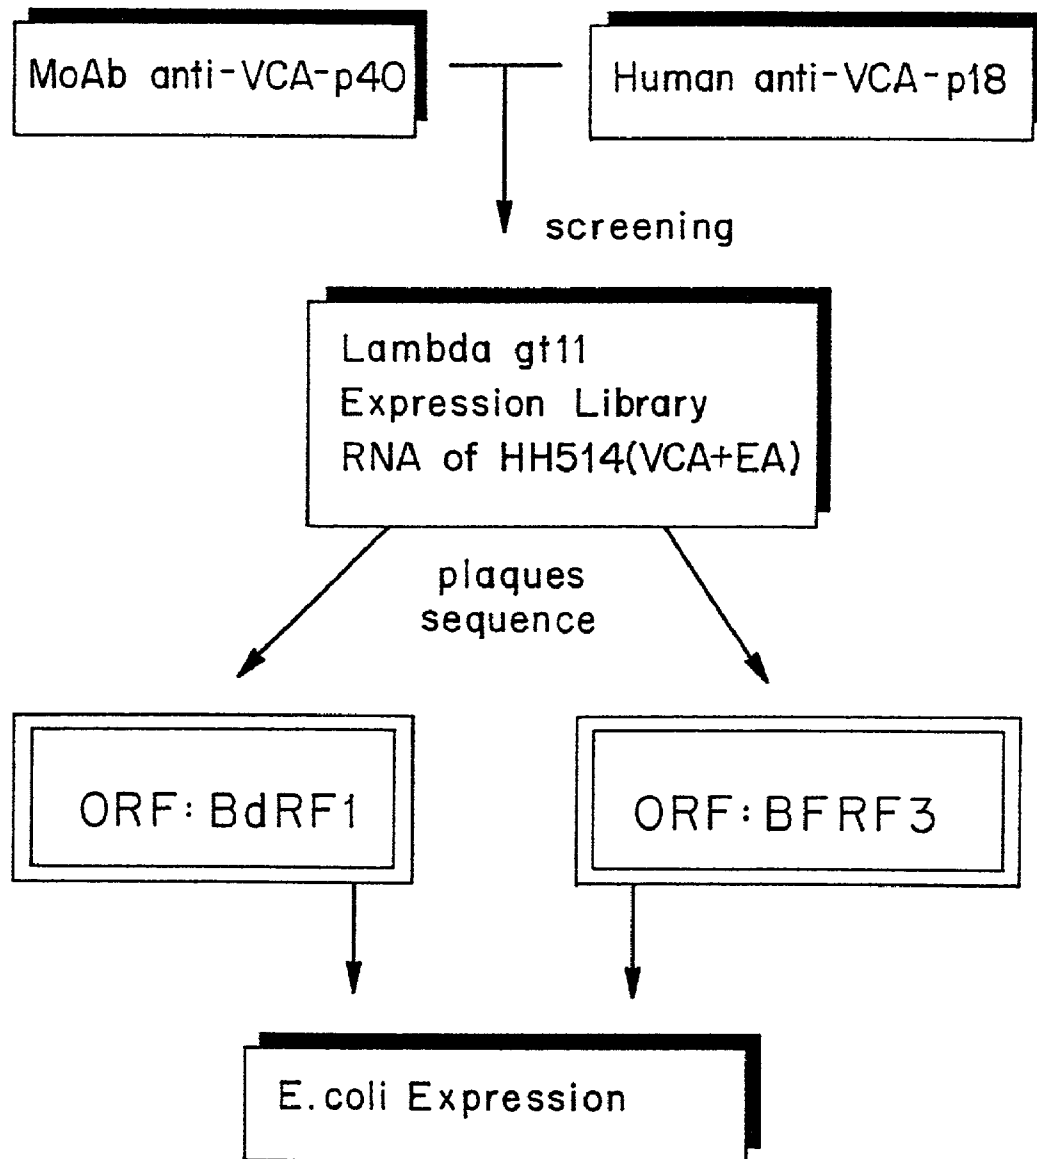 MoAb anti-VCA-p40
Human anti-VCA-p18
screening
Lambda gt11
Expression Library
RNA of HH514(VCA+EA)
plaques
sequence
ORF: BdRF1
ORF: BFRF3
E.coli Expression